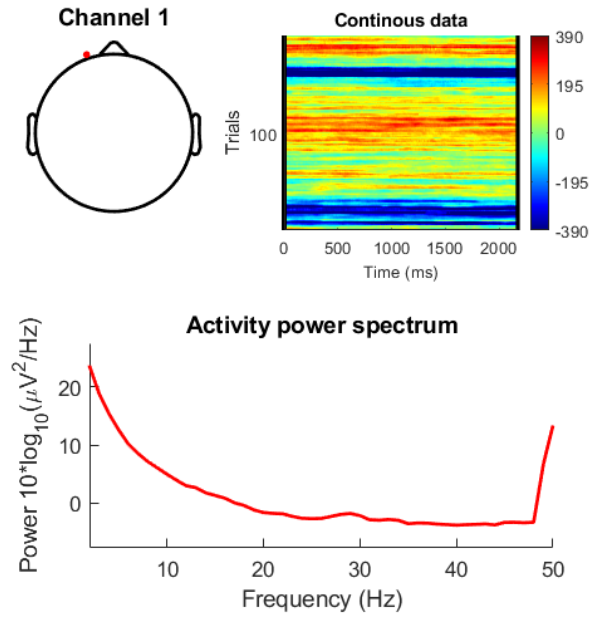 Channel 1
Continous data
Trials
100
390
195
0
-195
-390
0 500 1000 1500 2000
Time (ms)
Activity power spectrum
Power 10*log10(μV2/Hz)
20
10
0
10 20 30 40 50
Frequency (Hz)